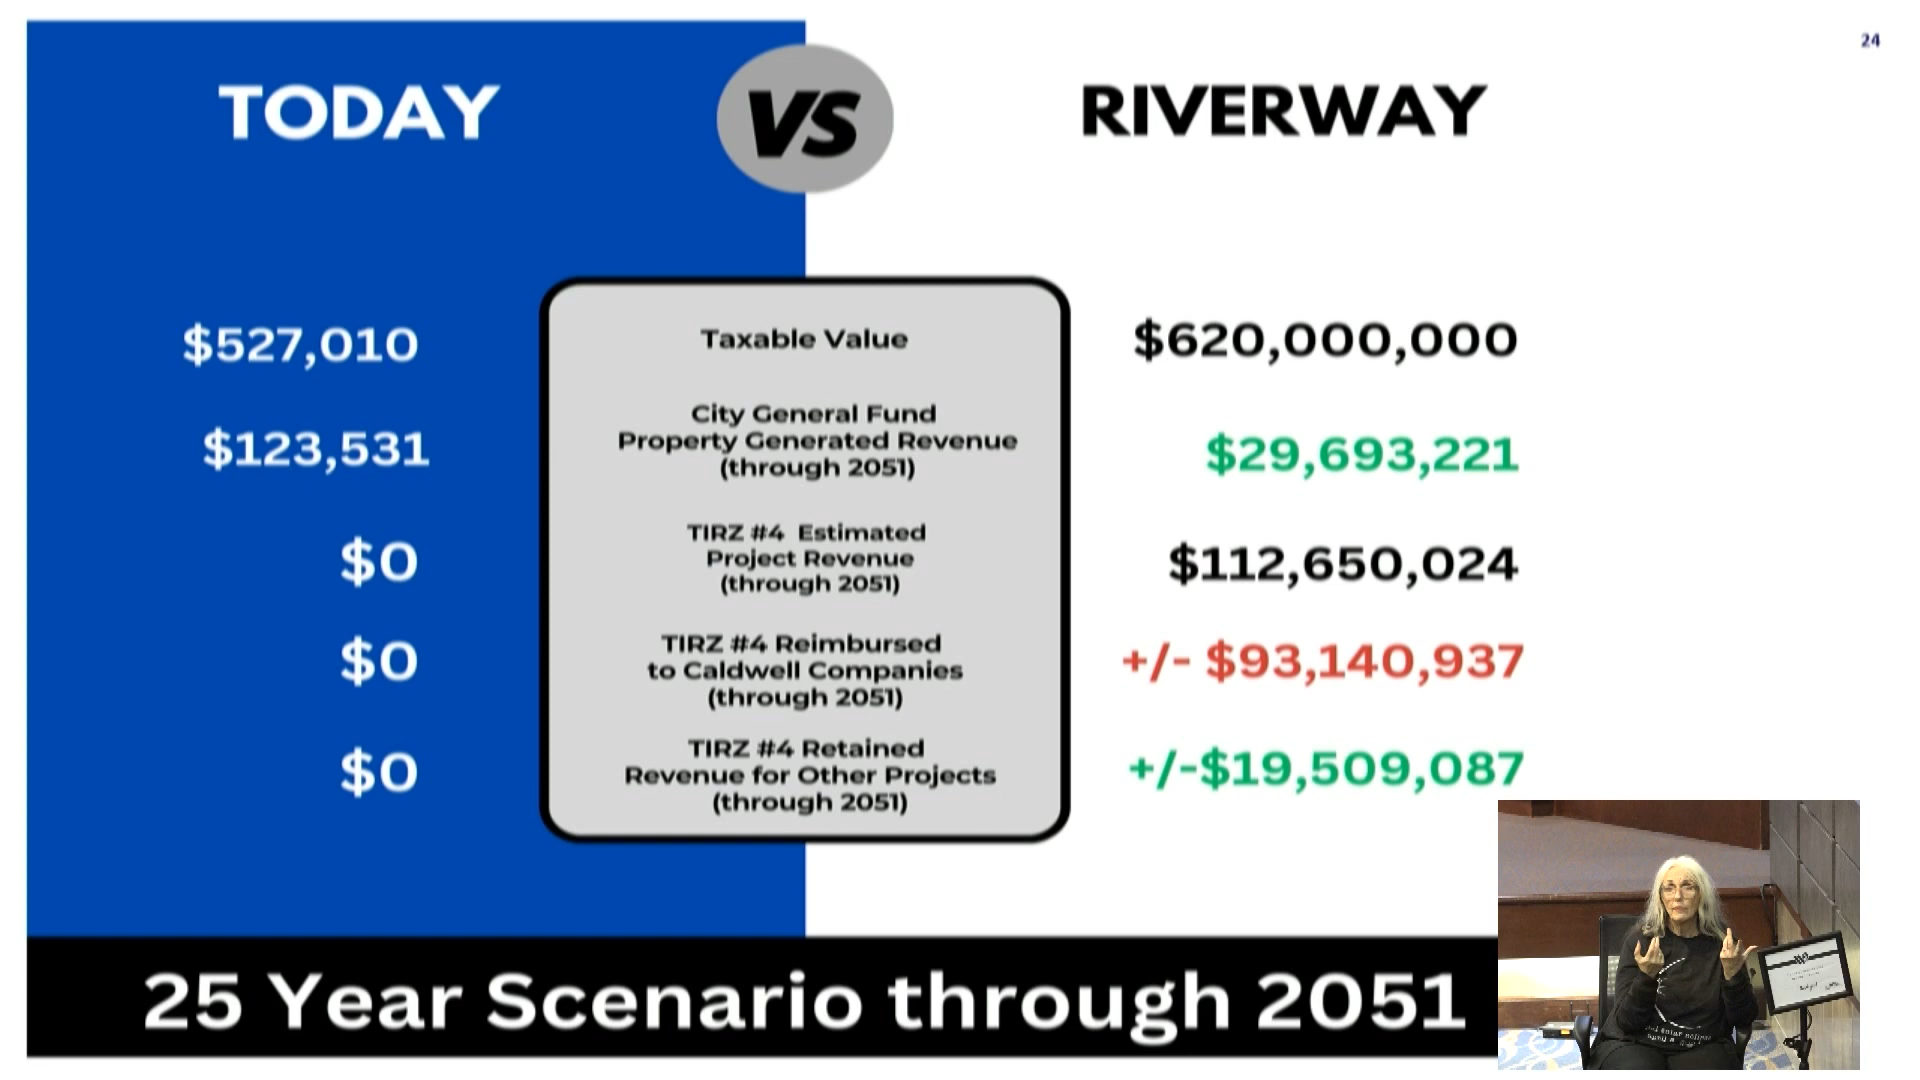 24
TODAY
VS
RIVERWAY
$527,010
Taxable Value
$620,000,000
$123,531
City General Fund
Property Generated Revenue
(through 2051)
$29,693,221
$0
TIRZ #4 Estimated
Project Revenue
(through 2051)
$112,650,024
$0
TIRZ #4 Reimbursed
to Caldwell Companies
(through 2051)
+/- $93,140,937
$0
TIRZ #4 Retained
Revenue for Other Projects
(through 2051)
+/-$19,509,087
25 Year Scenario through 2051
solar eclipse